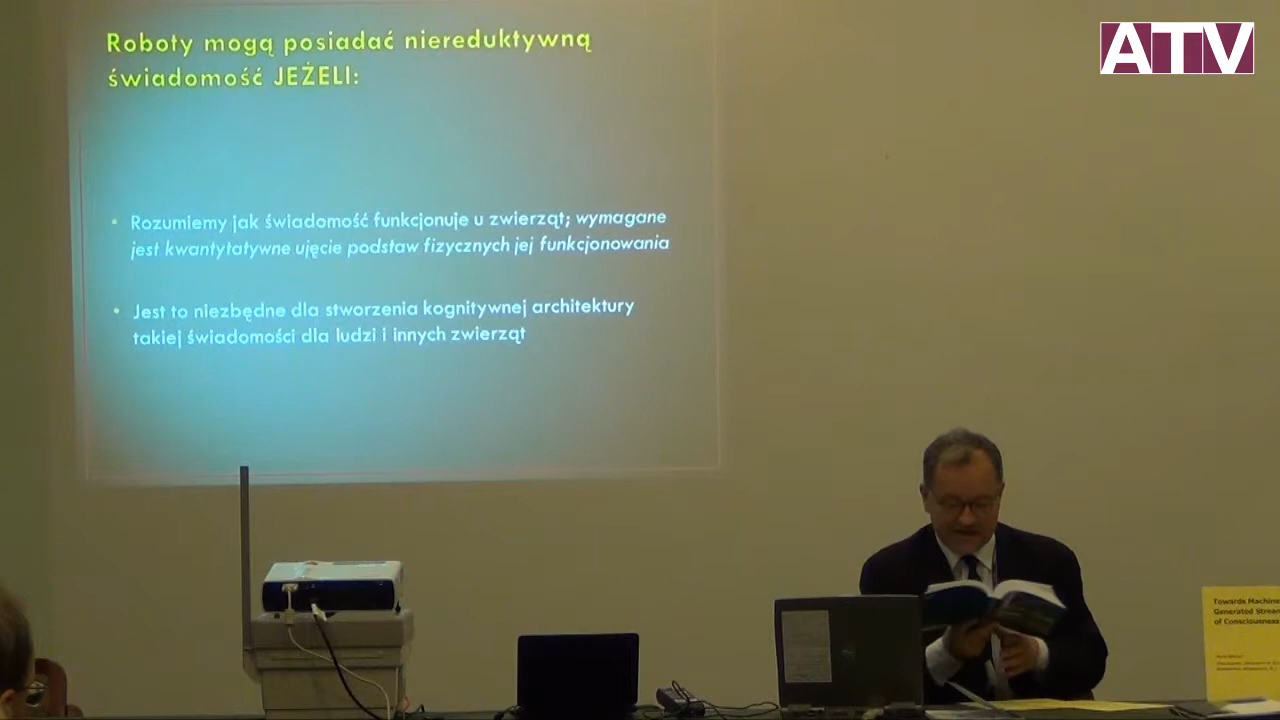 Roboty mogą posiadać niereduktywną
świadomość JEŻELI:
ATV
• Rozumiemy jak świadomość funkcjonuje u zwierząt; wymagane
jest kwantytatywne ujęcie podstaw fizycznych jej funkcjonowania
• Jest to niezbędne dla stworzenia kognitywnej architektury
takiej świadomości dla ludzi i innych zwierząt
Towards Machine
Generated Strea
of Consciousness